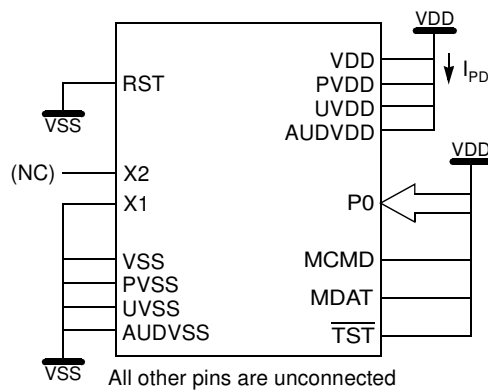 VDD
VDD
I_PD
PVDD
UVDD
AUDVDD
RST
VSS
VDD
(NC)
X2
X1
P0
VSS
PVSS
UVSS
AUDVSS
MCMD
MDAT
TST
VSS
All other pins are unconnected